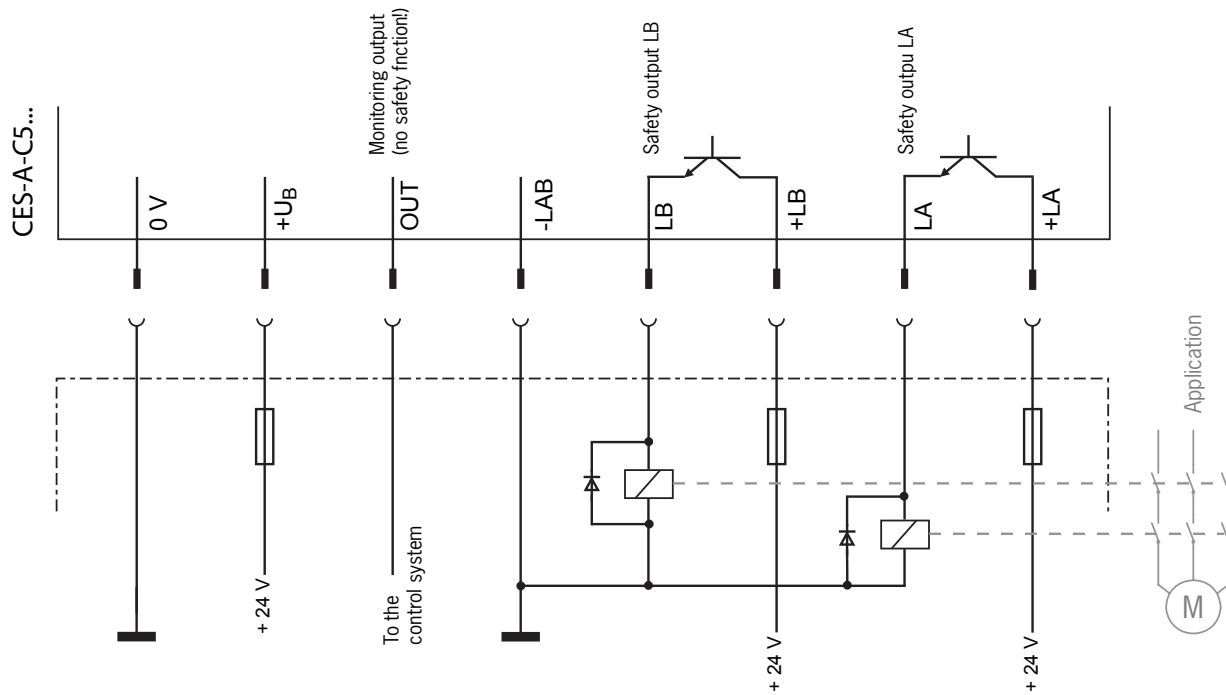 CES-A-C5...
0 V
+UB
OUT
Monitoring output
(no safety fnction!)
-LAB
LB
Safety output LB
+LB
LA
Safety outpu LA
+LA
+ 24 V
To the
control system
+ 24 V
+ 24 V
Application
M